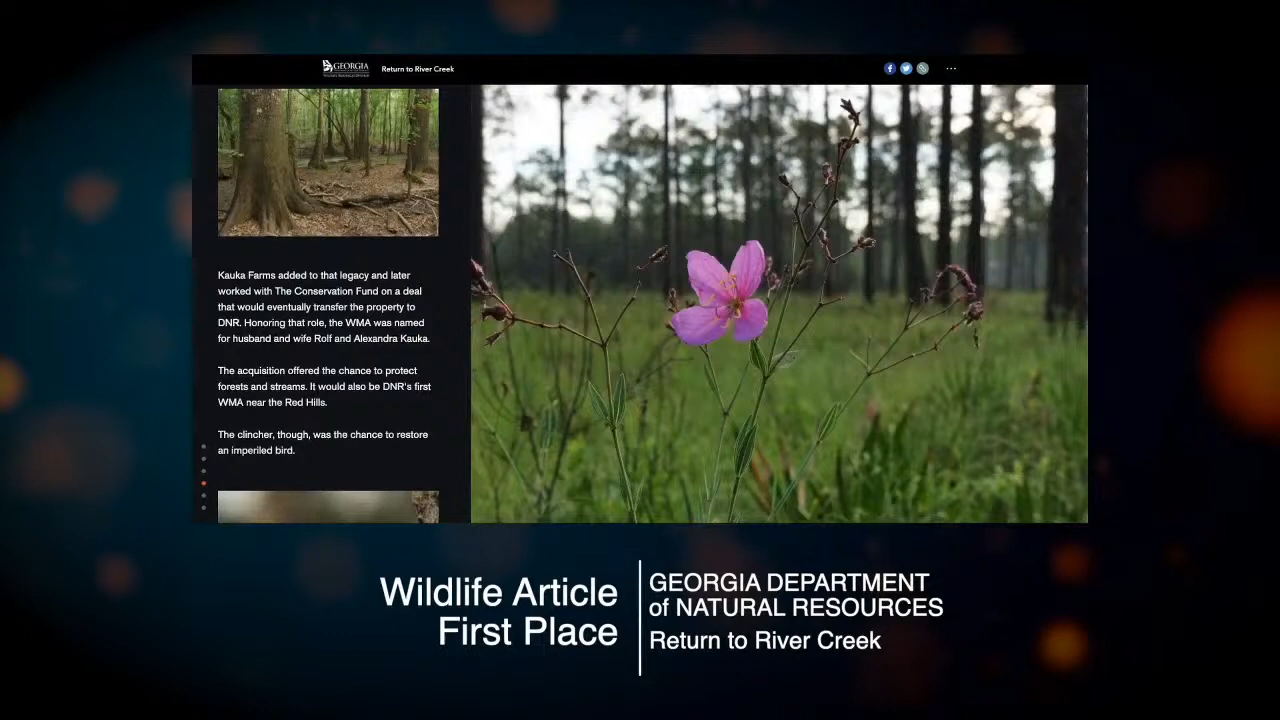 GEORGIA
Return to River Creek
Kauka Farms added to that legacy and later
worked with The Conservation Fund on a deal
that would eventually transfer the property to
DNR. Honoring that role, the WMA was named
for husband and wife Rolf and Alexandra Kauka.
The acquisition offered the chance to protect
forests and streams. It would also be DNR's first
WMA near the Red Hills.
The clincher, though, was the chance to restore
an imperiled bird.
Wildlife Article
First Place
GEORGIA DEPARTMENT
of NATURAL RESOURCES
Return to River Creek